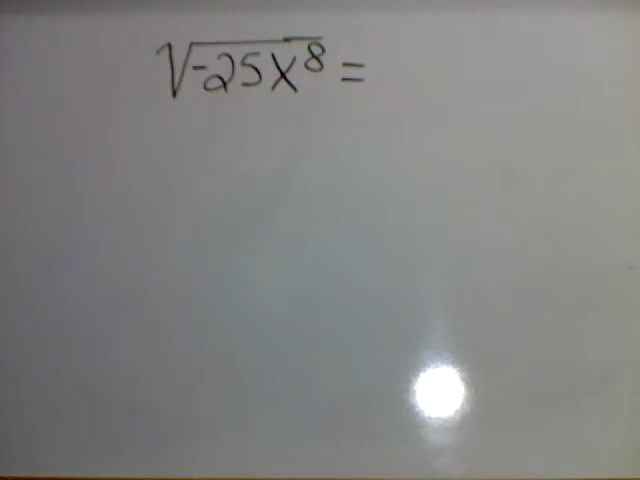 √-25x⁸ =